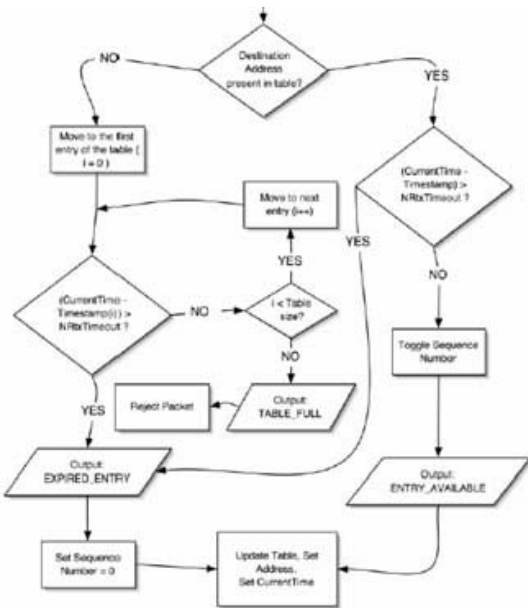 Destination
Address
present in table?
NO
YES
Move to the first
entry of the table (
i = 0 )
(CurrentTime -
Timestamp) >
NRtxTimeout ?
Move to next
entry (i++)
YES
YES
NO
(CurrentTime -
Timestamp(i)) >
NRtxTimeout ?
NO
i < Table
size?
NO
Toggle Sequence
Number
YES
Reject Packet
Output:
TABLE_FULL
Output:
EXPIRED_ENTRY
Output:
ENTRY_AVAILABLE
Set Sequence
Number = 0
Update Table, Set
Address,
Set CurrentTime